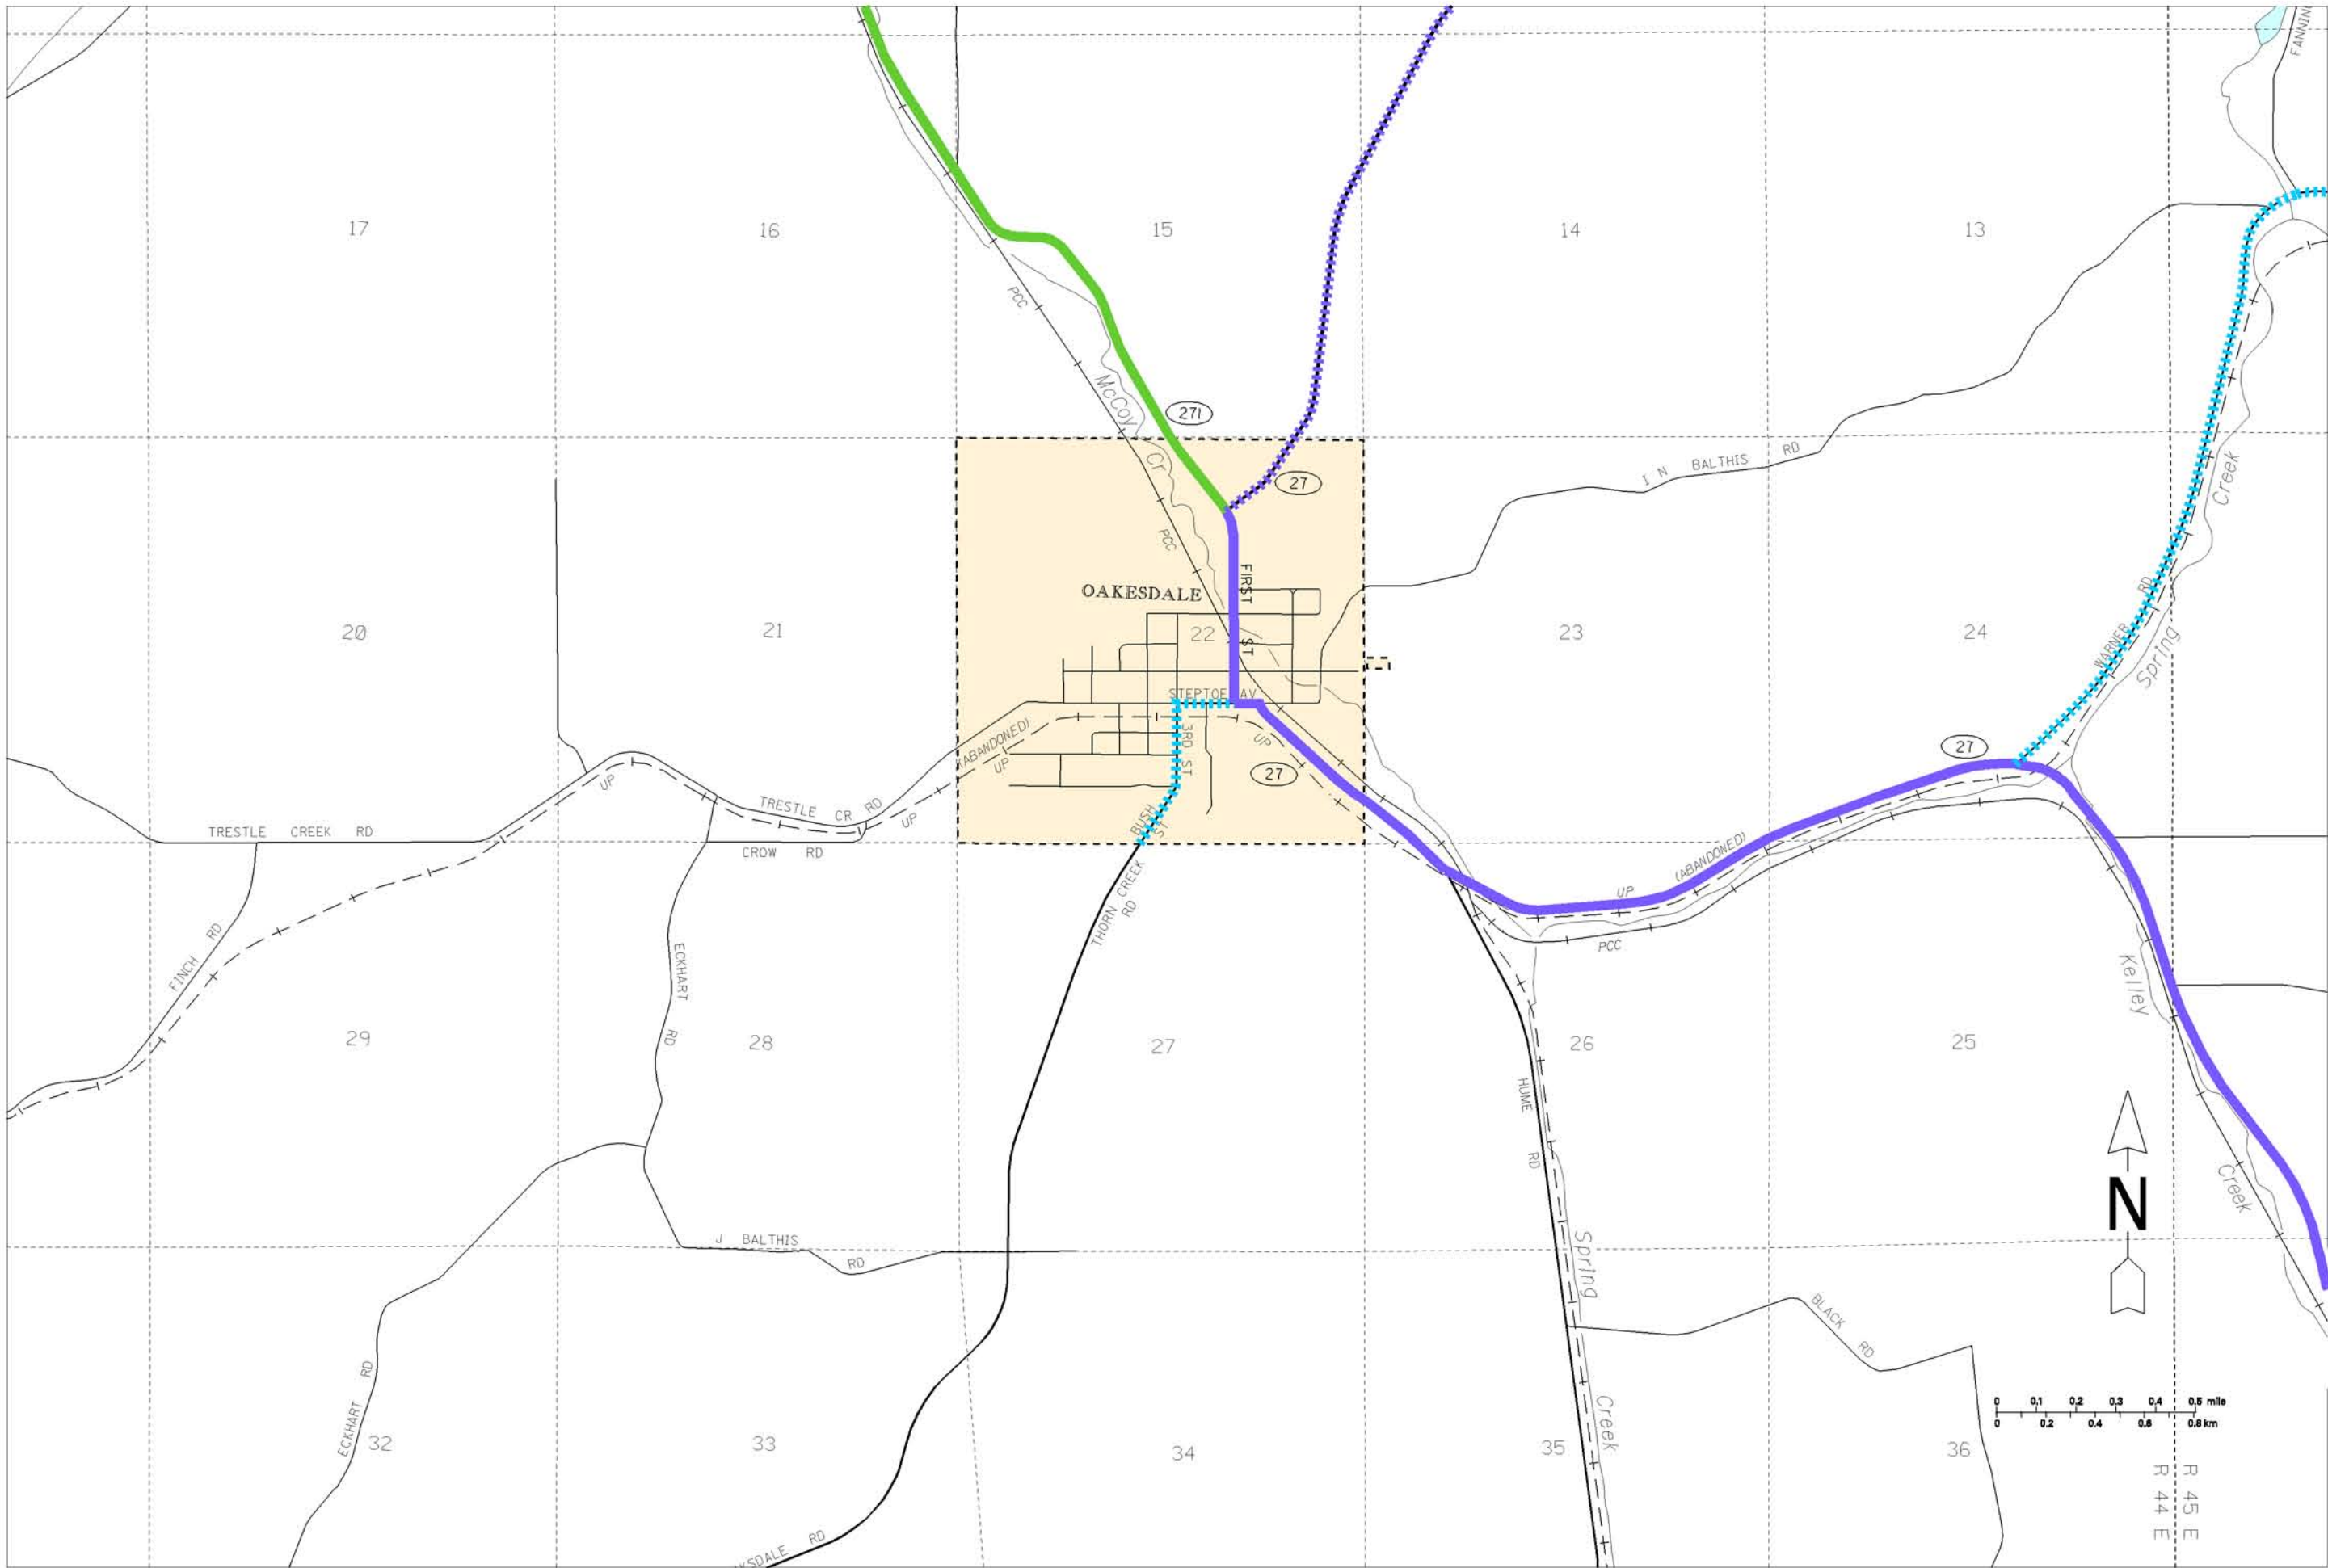 FANNING
17
16
15
14
13
PCC
McCoy
Cr
271
27
I N BALTHIS RD
Creek
PCC
FIRST ST
OAKESDALE
20
21
22
23
24
WARNER RD
Spring
STEPTOE AV
3RD ST
(ABANDONED)
UP
UP
27
27
UP
TRESTLE CR RD
UP
TRESTLE CREEK RD
CROW RD
BUSH ST
THORN CREEK RD
UP
(ABANDONED)
PCC
FINCH RD
ECKHART RD
Kelley
Creek
29
28
27
26
25
HUME RD
N
J BALTHIS RD
Spring
Creek
BLACK RD
ECKHART RD
32
33
34
35
36
0 0.1 0.2 0.3 0.4 0.5 mile
0 0.2 0.4 0.6 0.8 km
R 44 E
R 45 E
KSDALE RD